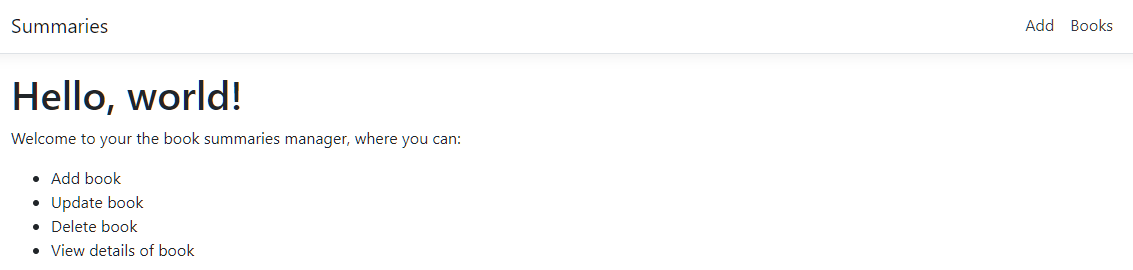 Summaries
Add Books
Hello, world!
Welcome to your the book summaries manager, where you can:
• Add book
• Update book
• Delete book
• View details of book